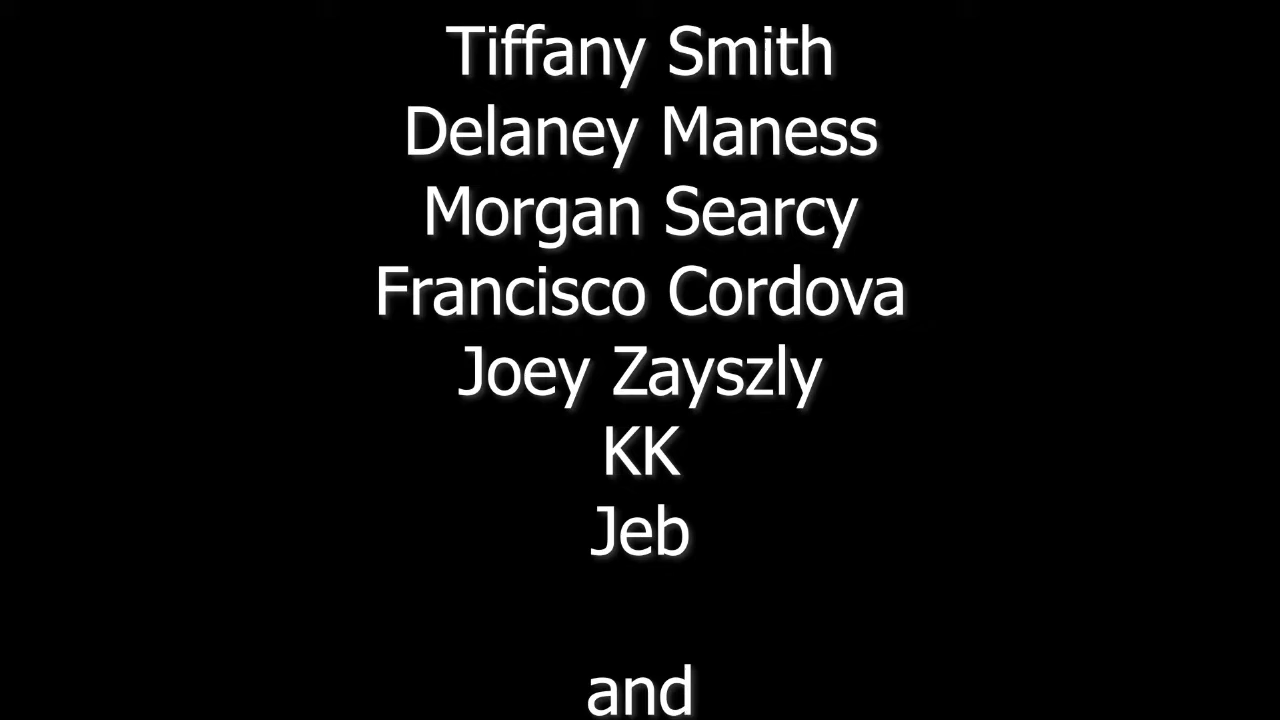 Tiffany Smith
Delaney Maness
Morgan Searcy
Francisco Cordova
Joey Zayszly
KK
Jeb
and